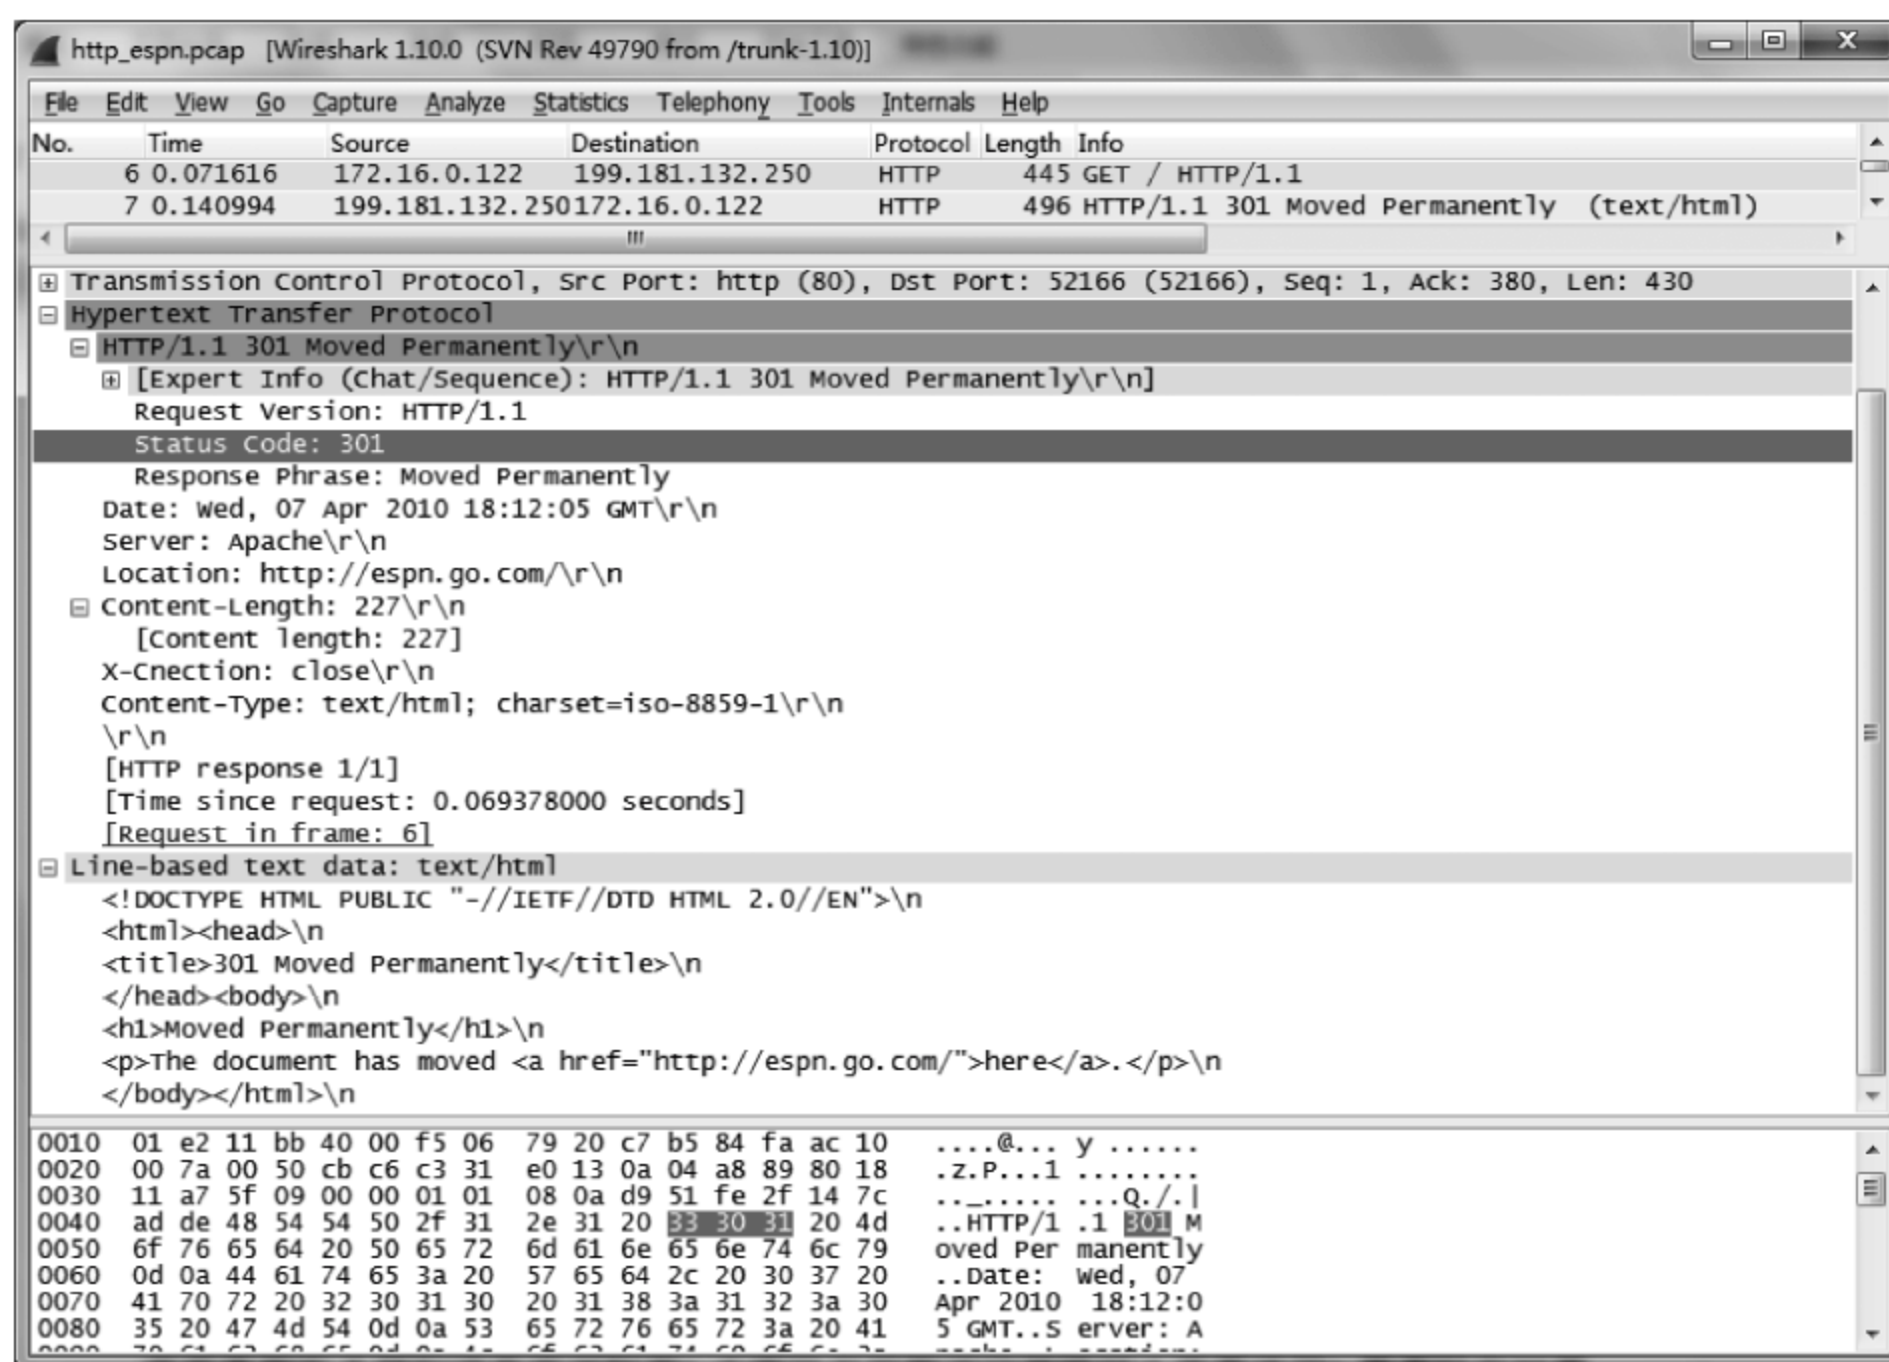 http_espn.pcap [Wireshark 1.10.0 (SVN Rev 49790 from /trunk-1.10)]
File Edit View Go Capture Analyze Statistics Telephony Tools Internals Help
No. Time Source Destination Protocol Length Info
6 0.071616 172.16.0.122 199.181.132.250 HTTP 445 GET / HTTP/1.1
7 0.140994 199.181.132.250 172.16.0.122 HTTP 496 HTTP/1.1 301 Moved Permanently (text/html)
Transmission Control Protocol, Src Port: http (80), Dst Port: 52166 (52166), Seq: 1, Ack: 380, Len: 430
Hypertext Transfer Protocol
HTTP/1.1 301 Moved Permanently\r\n
[Expert Info (Chat/Sequence): HTTP/1.1 301 Moved Permanently\r\n]
Request Version: HTTP/1.1
Status Code: 301
Response Phrase: Moved Permanently
Date: Wed, 07 Apr 2010 18:12:05 GMT\r\n
Server: Apache\r\n
Location: http://espn.go.com/\r\n
Content-Length: 227\r\n
[Content length: 227]
X-Cnection: close\r\n
Content-Type: text/html; charset=iso-8859-1\r\n
\r\n
[HTTP response 1/1]
[Time since request: 0.069378000 seconds]
[Request in frame: 6]
Line-based text data: text/html
<!DOCTYPE HTML PUBLIC "-//IETF//DTD HTML 2.0//EN">\n
<html><head>\n
<title>301 Moved Permanently</title>\n
</head><body>\n
<h1>Moved Permanently</h1>\n
<p>The document has moved <a href="http://espn.go.com/">here</a>.</p>\n
</body></html>\n
0010 01 e2 11 bb 40 00 f5 06 79 20 c7 b5 84 fa ac 10 ....@... y ......
0020 00 7a 00 50 cb c6 c3 31 e0 13 0a 04 a8 89 80 18 .z.P...1 ........
0030 11 a7 5f 09 00 00 01 01 08 0a d9 51 fe 2f 14 7c .._..... ...Q./.|
0040 ad de 48 54 54 50 2f 31 2e 31 20 33 30 31 20 4d ..HTTP/1 .1 301 M
0050 6f 76 65 64 20 50 65 72 6d 61 6e 65 6e 74 6c 79 oved Per manently
0060 0d 0a 44 61 74 65 3a 20 57 65 64 2c 20 30 37 20 ..Date: Wed, 07
0070 41 70 72 20 32 30 31 30 20 31 38 3a 31 32 3a 30 Apr 2010 18:12:0
0080 35 20 47 4d 54 0d 0a 53 65 72 76 65 72 3a 20 41 5 GMT..S erver: A